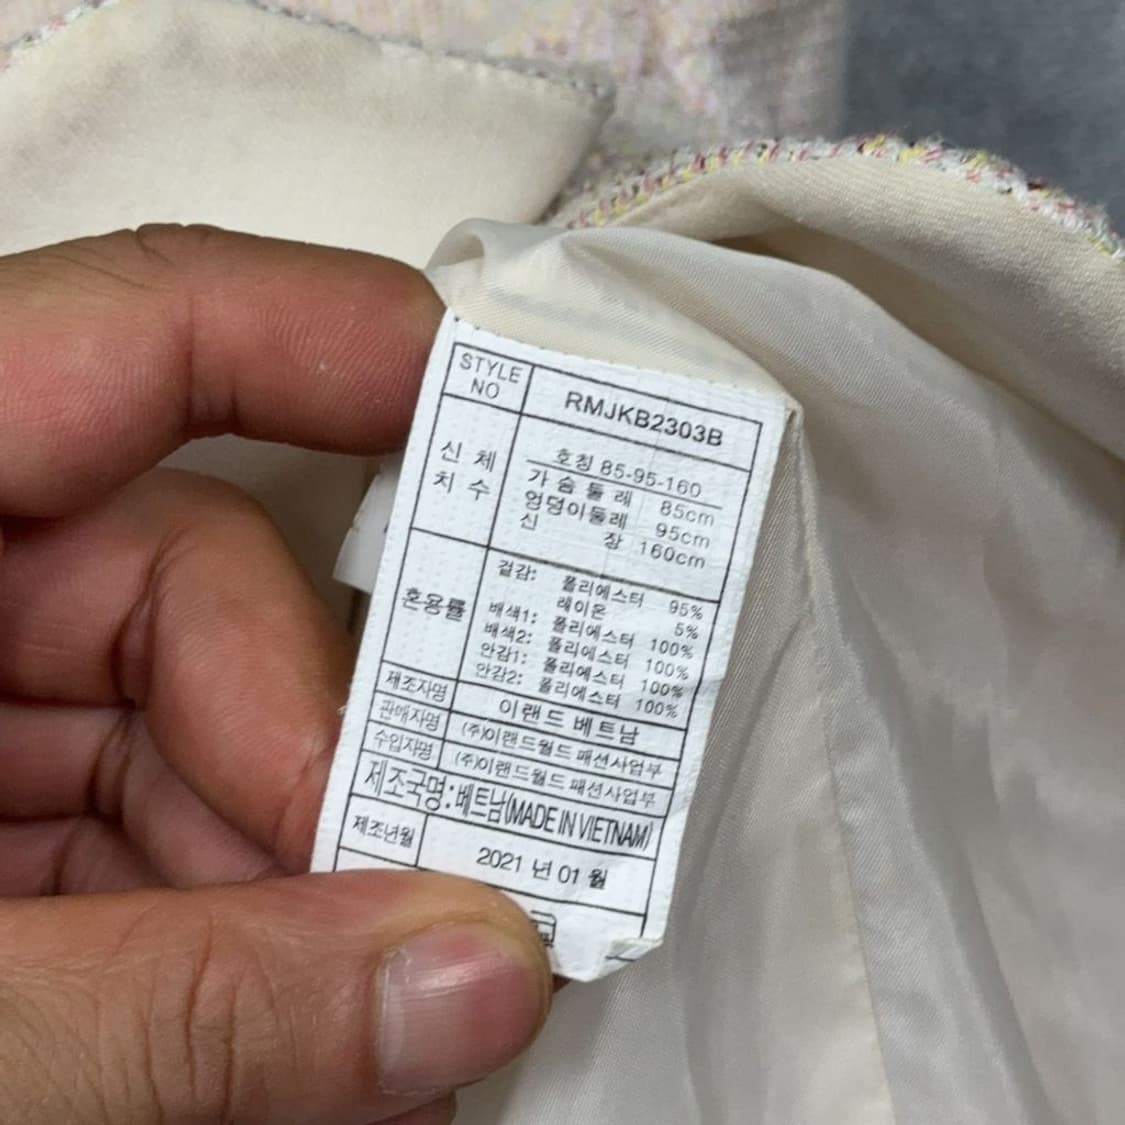 STYLE NO RMJKB2303B
신체 치수
호칭 85-95-160
가슴둘레 85cm
엉덩이둘레 95cm
신장 160cm
혼용률
겉감: 폴리에스터 95%
레이온 5%
배색1: 폴리에스터 100%
배색2: 폴리에스터 100%
안감1: 폴리에스터 100%
안감2: 폴리에스터 100%
제조자명 이랜드 베트남
판매자명 (주)이랜드월드 패션사업부
수입자명 (주)이랜드월드 패션사업부
제조국명:베트남(MADE IN VIETNAM)
제조년월 2021 년 01 월